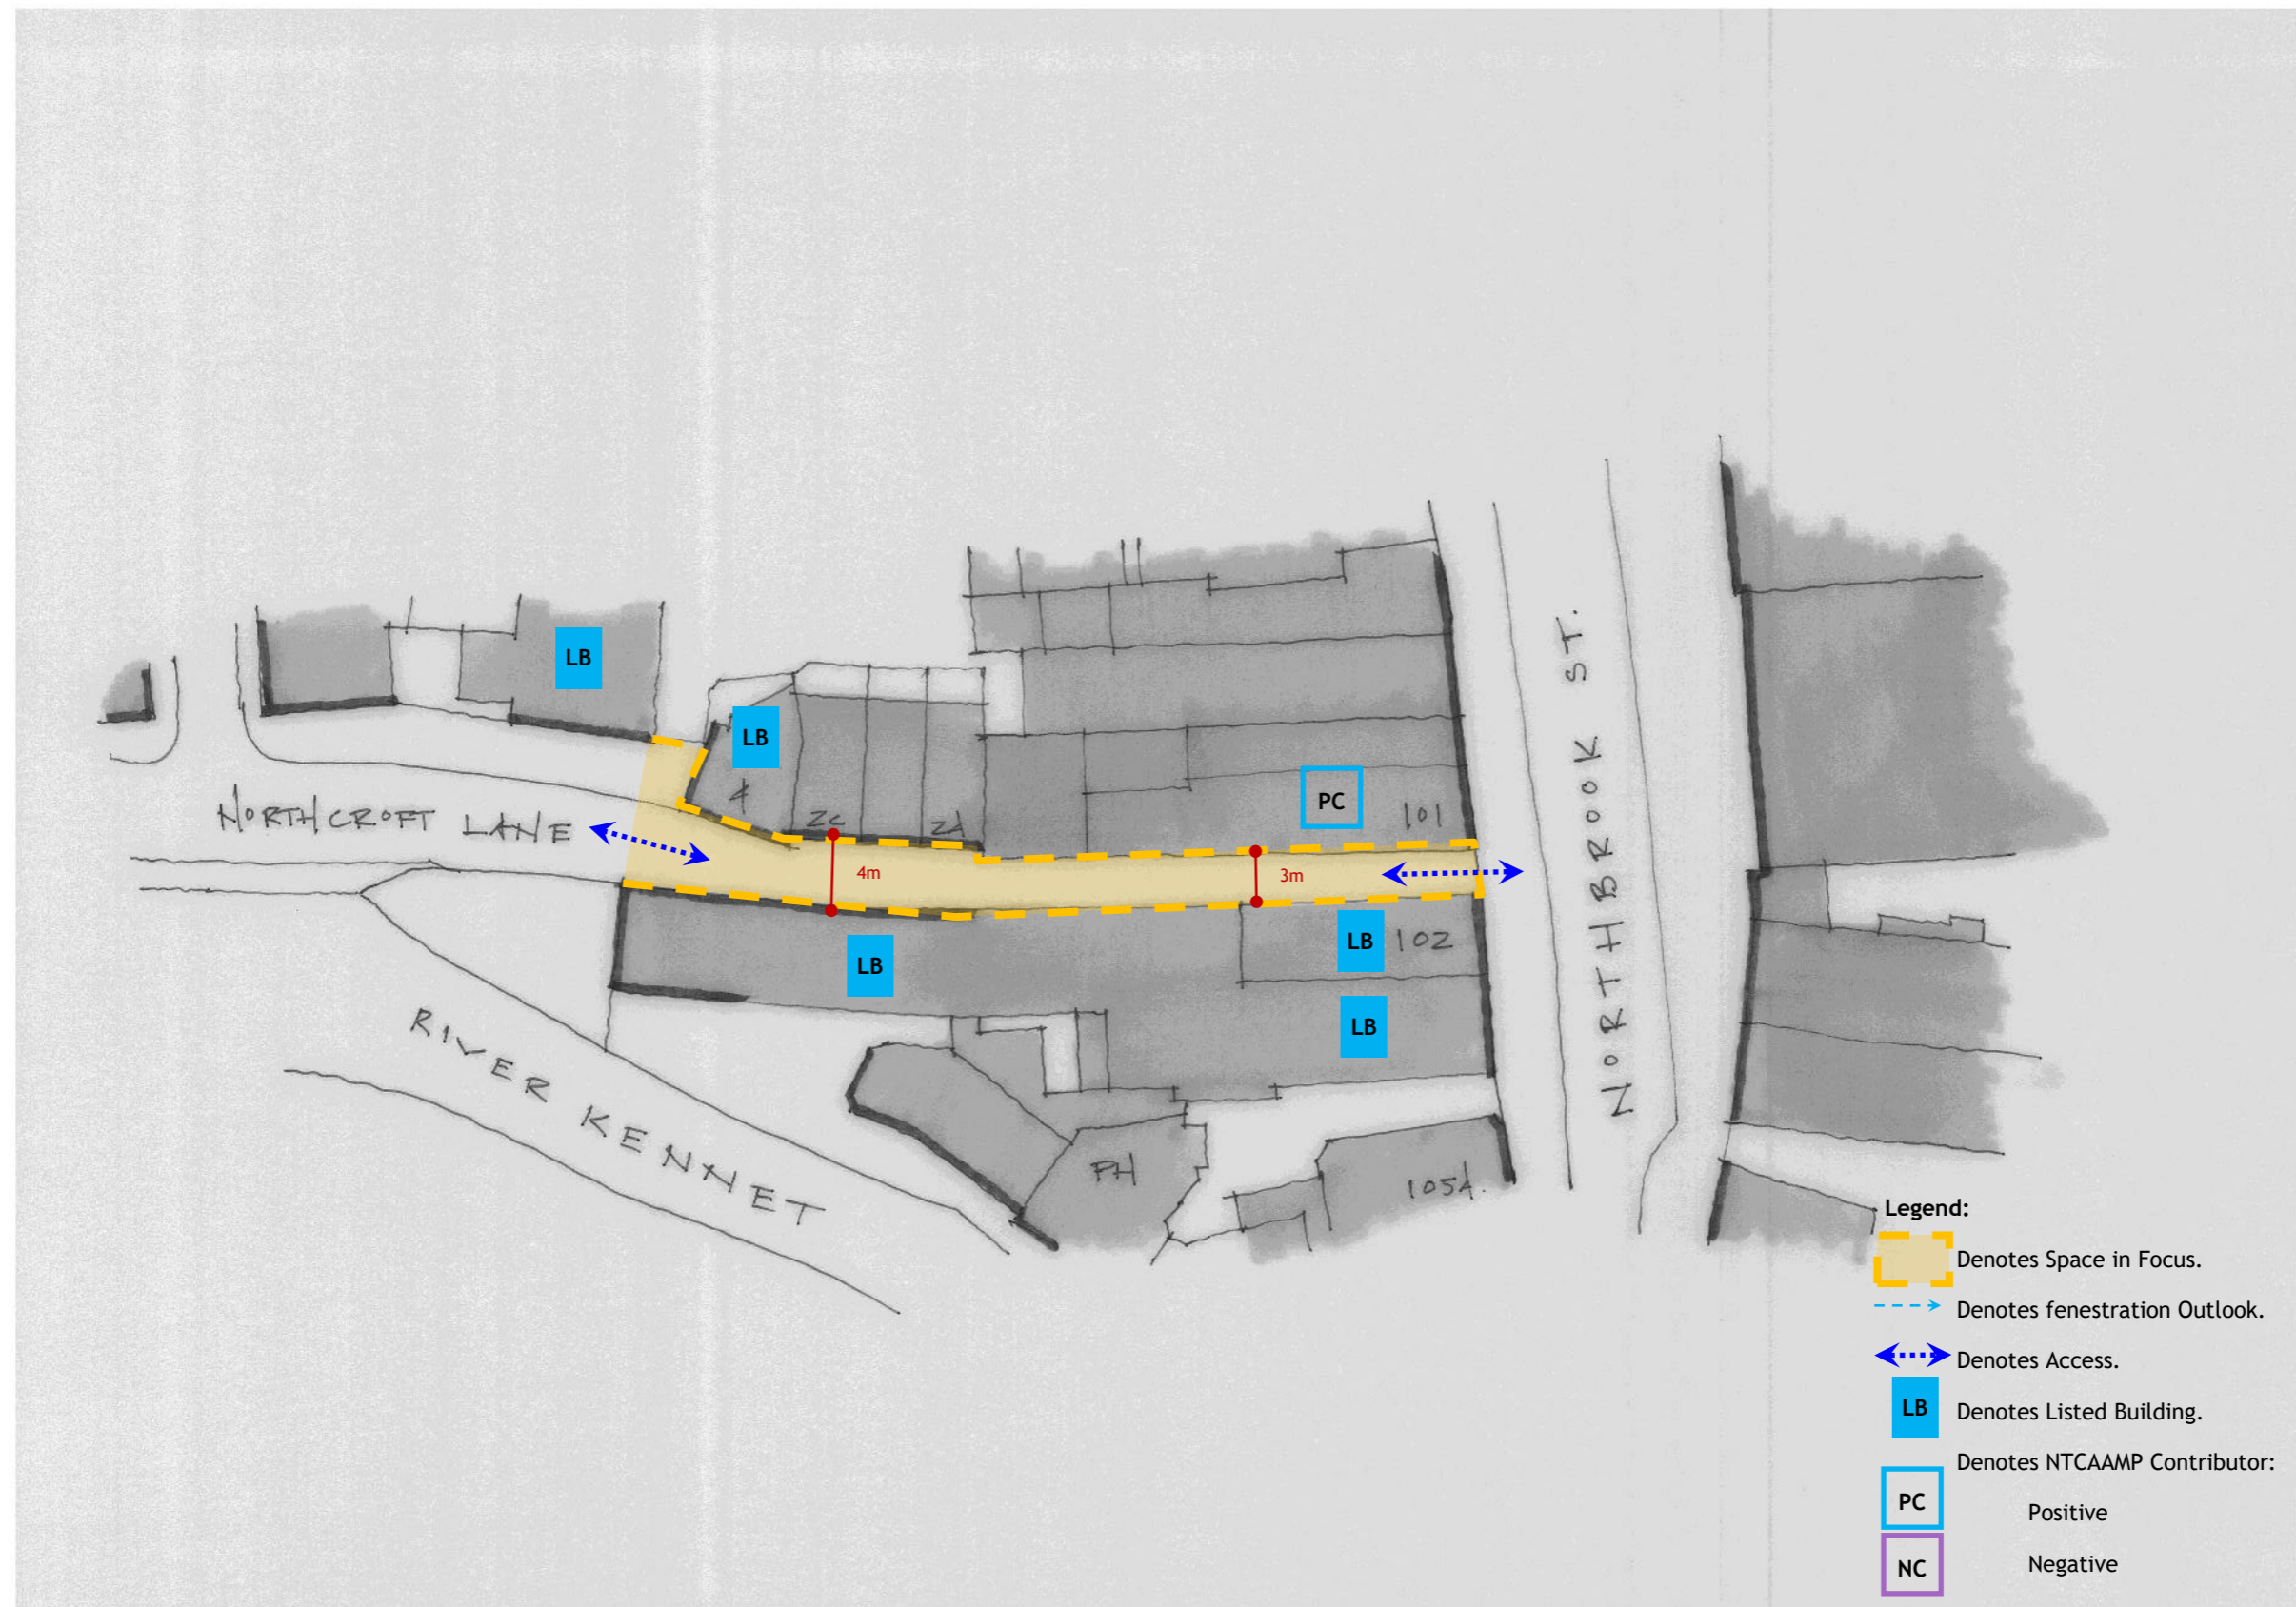 LB
LB
4
2c
2d
PC
101
NORTHCROFT LANE
4m
3m
NORTHBROOK ST.
LB
LB
102
LB
RIVER KENNET
PH
105A.
Legend:
Denotes Space in Focus.
Denotes fenestration Outlook.
Denotes Access.
LB
Denotes Listed Building.
Denotes NTCAAMP Contributor:
PC
Positive
NC
Negative